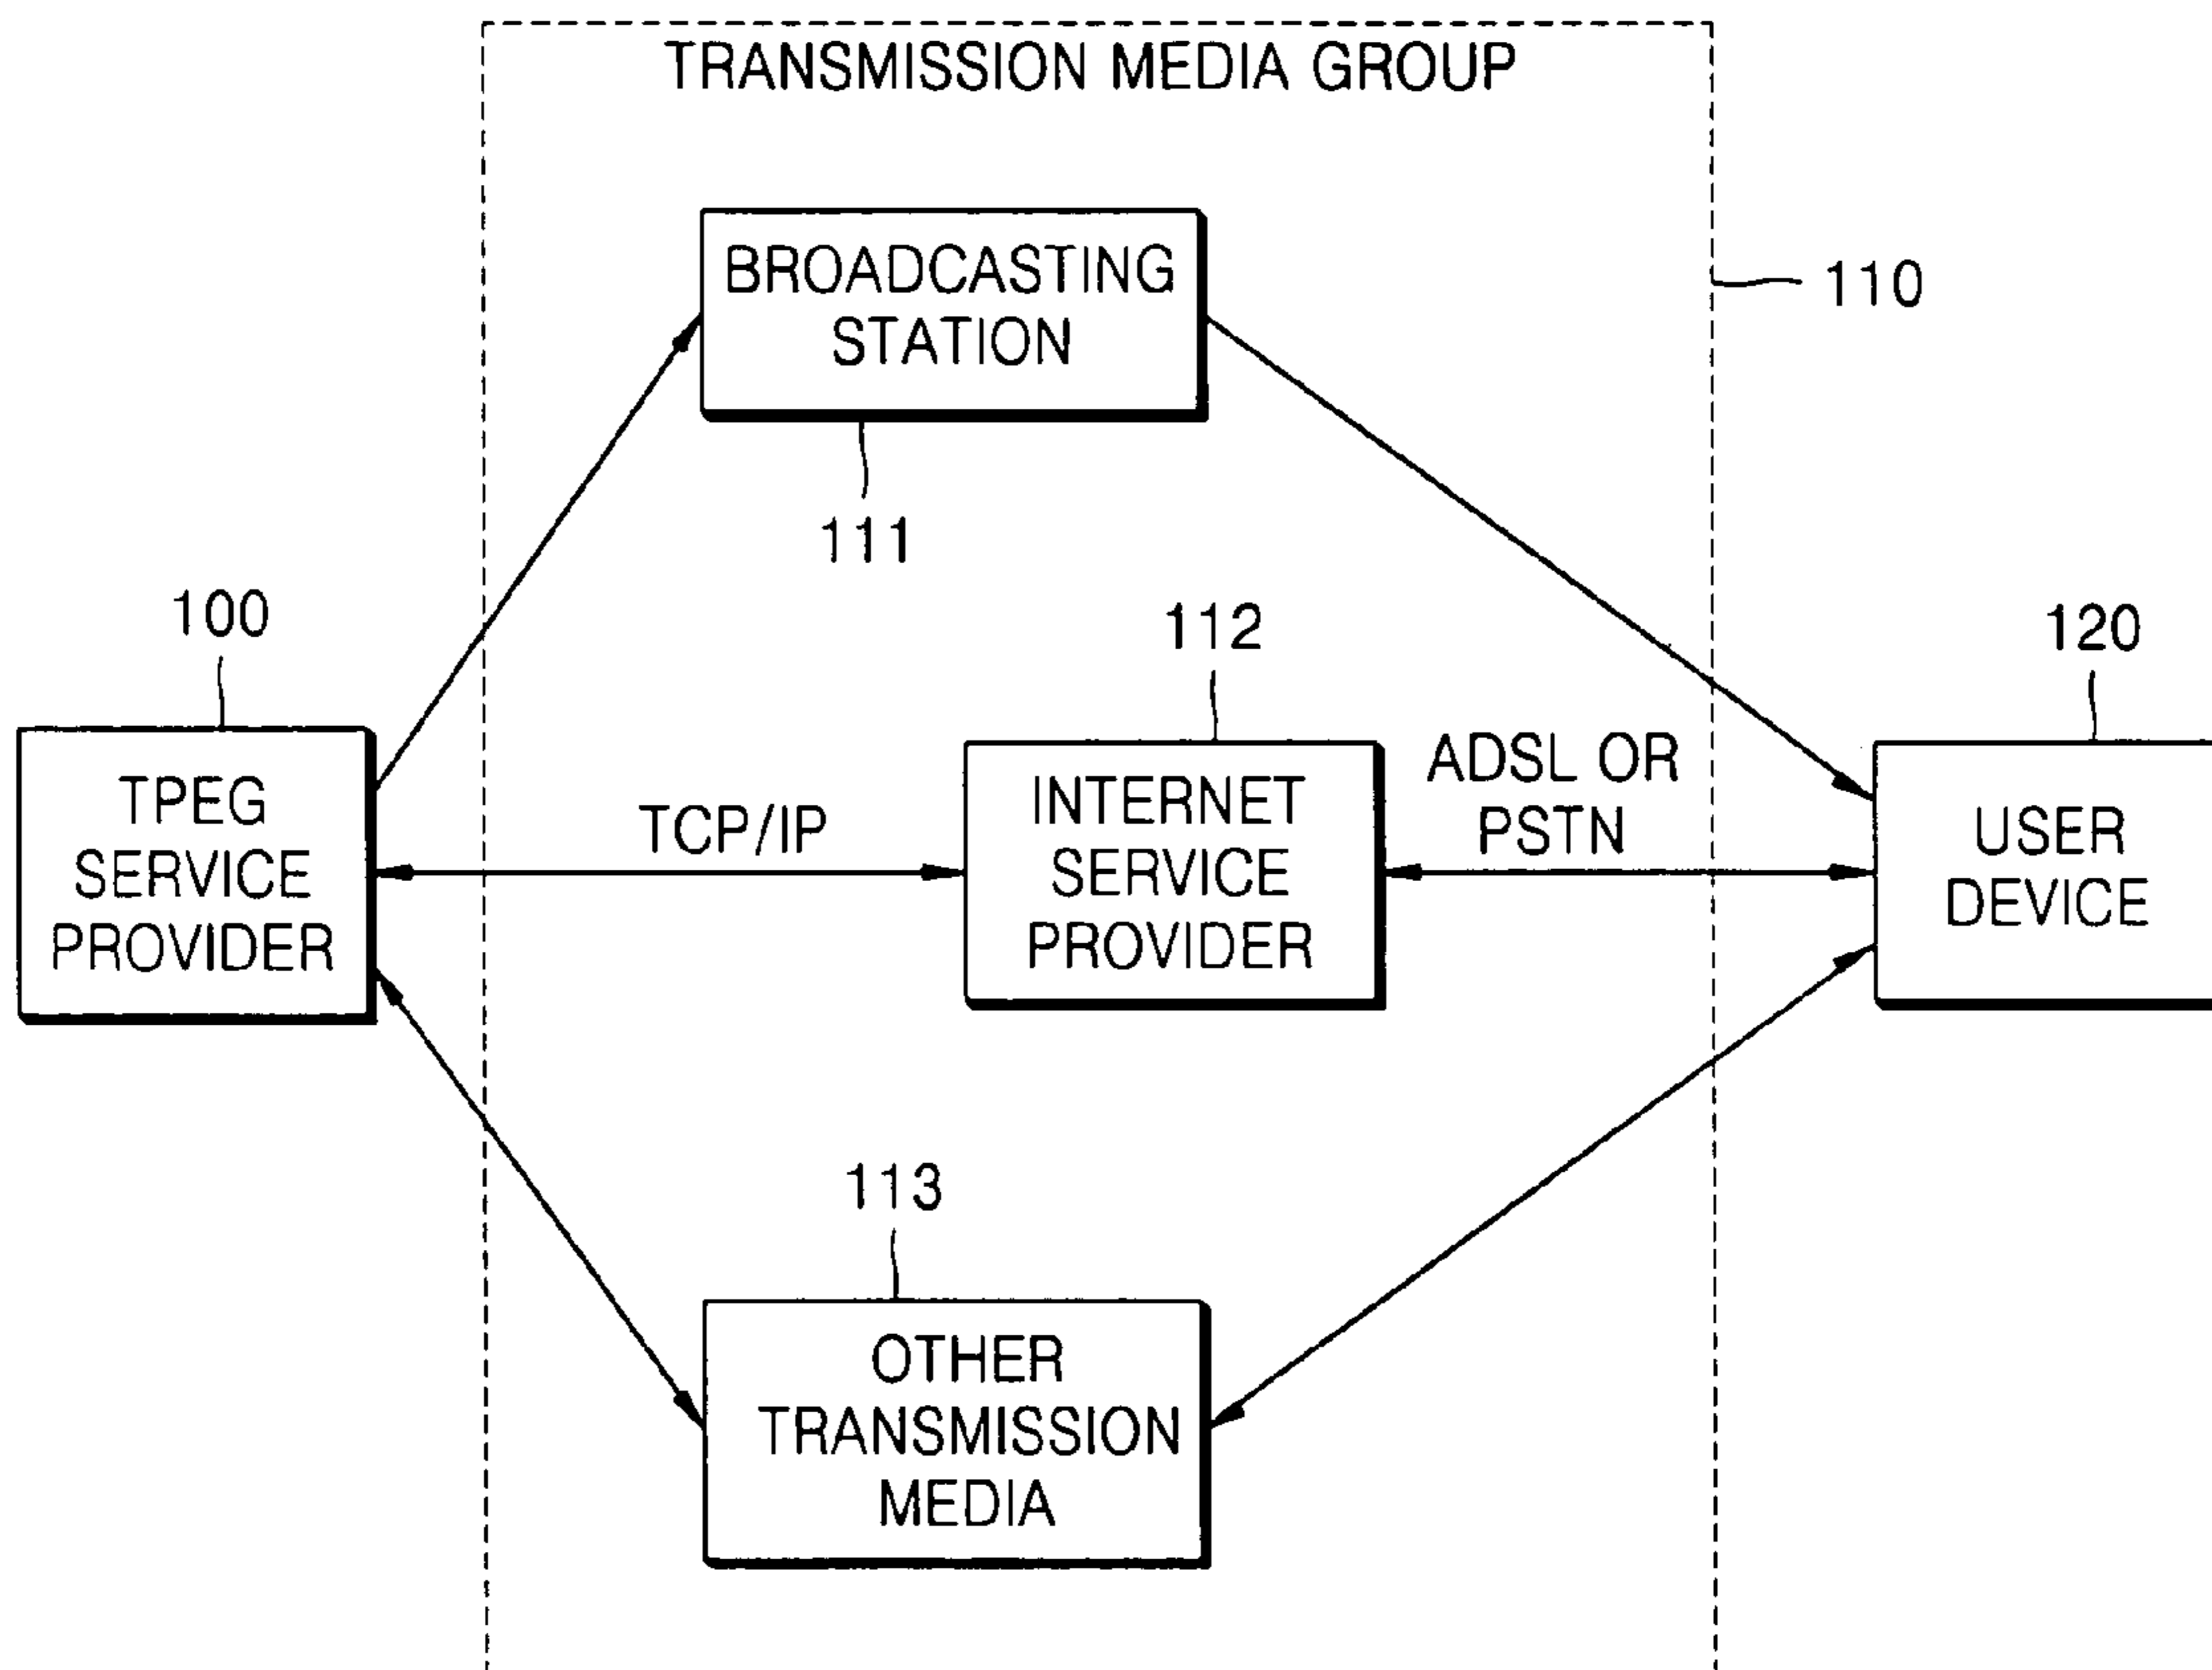 TRANSMISSION MEDIA GROUP
BROADCASTING
STATION
110
111
100
112
120
TPEG
SERVICE
PROVIDER
TCP/IP
INTERNET
SERVICE
PROVIDER
ADSL OR
PSTN
USER
DEVICE
113
OTHER
TRANSMISSION
MEDIA